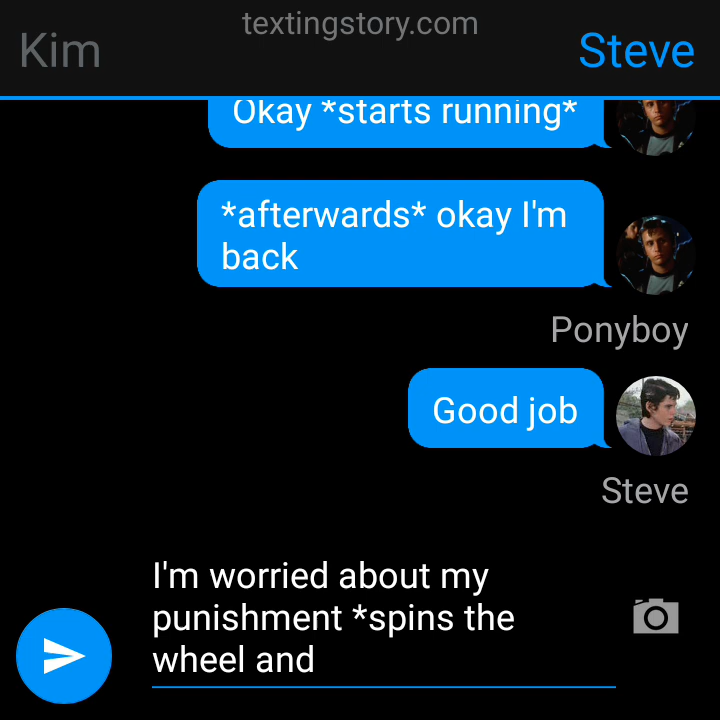 textingstory.com
Kim
Steve
Okay *starts running*
*afterwards* okay I'm
back
Ponyboy
Good job
Steve
I'm worried about my
punishment *spins the
wheel and